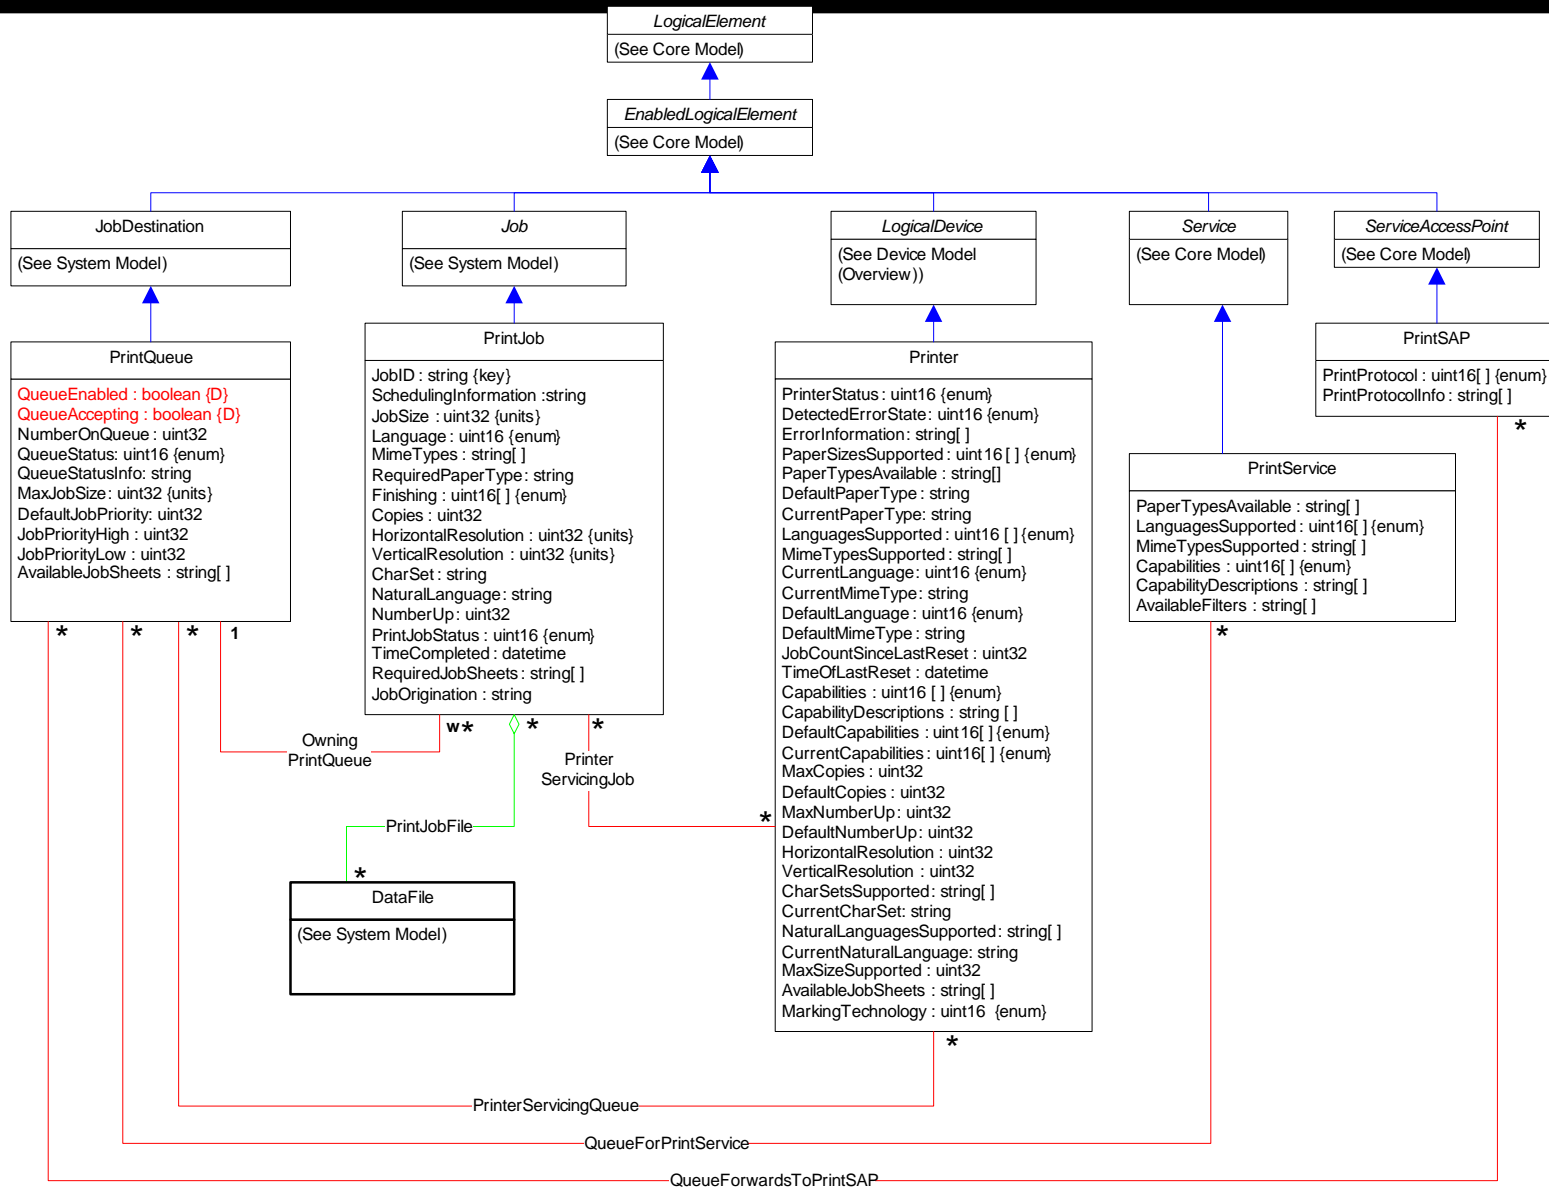 LogicalElement
(See Core Model)
EnabledLogicalElement
(See Core Model)
JobDestination
(See System Model)
Job
(See System Model)
LogicalDevice
(See Device Model
(Overview))
Service
(See Core Model)
ServiceAccessPoint
(See Core Model)
PrintQueue
QueueEnabled : boolean {D}
QueueAccepting : boolean {D}
NumberOnQueue : uint32
QueueStatus: uint16 {enum}
QueueStatusInfo: string
MaxJobSize: uint32 {units}
DefaultJobPriority: uint32
JobPriorityHigh : uint32
JobPriorityLow : uint32
AvailableJobSheets : string[ ]
PrintJob
JobID : string {key}
SchedulingInformation :string
JobSize : uint32 {units}
Language : uint16 {enum}
MimeTypes : string[ ]
RequiredPaperType : string
Finishing : uint16[ ] {enum}
Copies : uint32
HorizontalResolution : uint32 {units}
VerticalResolution : uint32 {units}
CharSet : string
NaturalLanguage : string
NumberUp : uint32
PrintJobStatus : uint16 {enum}
TimeCompleted : datetime
RequiredJobSheets : string[ ]
JobOrigination : string
Printer
PrinterStatus : uint16 {enum}
DetectedErrorState : uint16 {enum}
ErrorInformation : string[ ]
PaperSizesSupported : uint16 [ ] {enum}
PaperTypesAvailable : string[]
DefaultPaperType : string
CurrentPaperType: string
LanguagesSupported : uint16 [ ] {enum}
MimeTypesSupported : string[ ]
CurrentLanguage : uint16 {enum}
CurrentMimeType : string
DefaultLanguage : uint16 {enum}
DefaultMimeType : string
JobCountSinceLastReset : uint32
TimeOfLastReset : datetime
Capabilities : uint16 [ ] {enum}
CapabilityDescriptions : string [ ]
DefaultCapabilities : uint16[ ] {enum}
CurrentCapabilities : uint16[ ] {enum}
MaxCopies : uint32
DefaultCopies : uint32
MaxNumberUp : uint32
DefaultNumberUp: uint32
HorizontalResolution : uint32
VerticalResolution : uint32
CharSetsSupported : string[ ]
CurrentCharSet: string
NaturalLanguagesSupported : string[ ]
CurrentNaturalLanguage: string
MaxSizeSupported : uint32
AvailableJobSheets : string[ ]
MarkingTechnology : uint16 {enum}
PrintSAP
PrintProtocol : uint16[ ] {enum}
PrintProtocolInfo : string[ ]
*
PrintService
PaperTypesAvailable : string[ ]
LanguagesSupported : uint16[ ] {enum}
MimeTypesSupported : string[ ]
Capabilities : uint16[ ] {enum}
CapabilityDescriptions : string[ ]
AvailableFilters : string[ ]
*
* * * 1
w* * *
Owning
PrintQueue
Printer
ServicingJob
*
PrintJobFile
*
DataFile
(See System Model)
*
PrinterServicingQueue
QueueForPrintService
QueueForwardsToPrintSAP